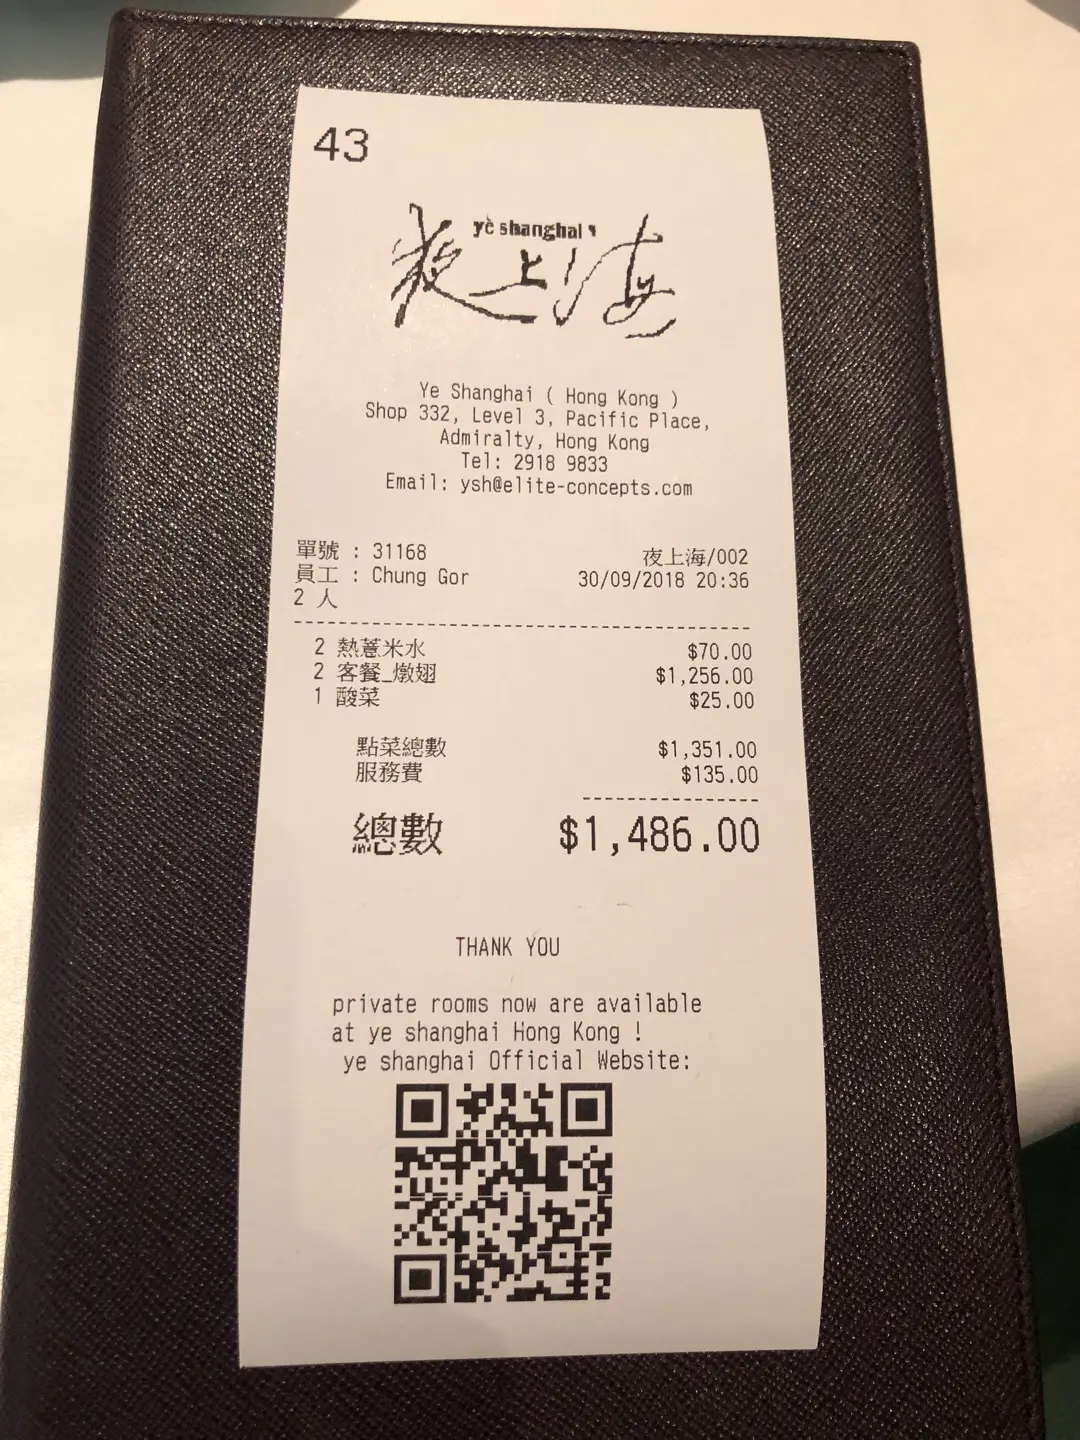 43
yè shanghai
夜上海
Ye Shanghai ( Hong Kong )
Shop 332, Level 3, Pacific Place,
Admiralty, Hong Kong
Tel: 2918 9833
Email: ysh@elite-concepts.com
單號 : 31168 夜上海/002
員工 : Chung Gor 30/09/2018 20:36
2 人
2 熱薏米水 $70.00
2 客餐_燉翅 $1,256.00
1 酸菜 $25.00
點菜總數 $1,351.00
服務費 $135.00
總數 $1,486.00
THANK YOU
private rooms now are available
at ye shanghai Hong Kong !
ye shanghai Official Website: